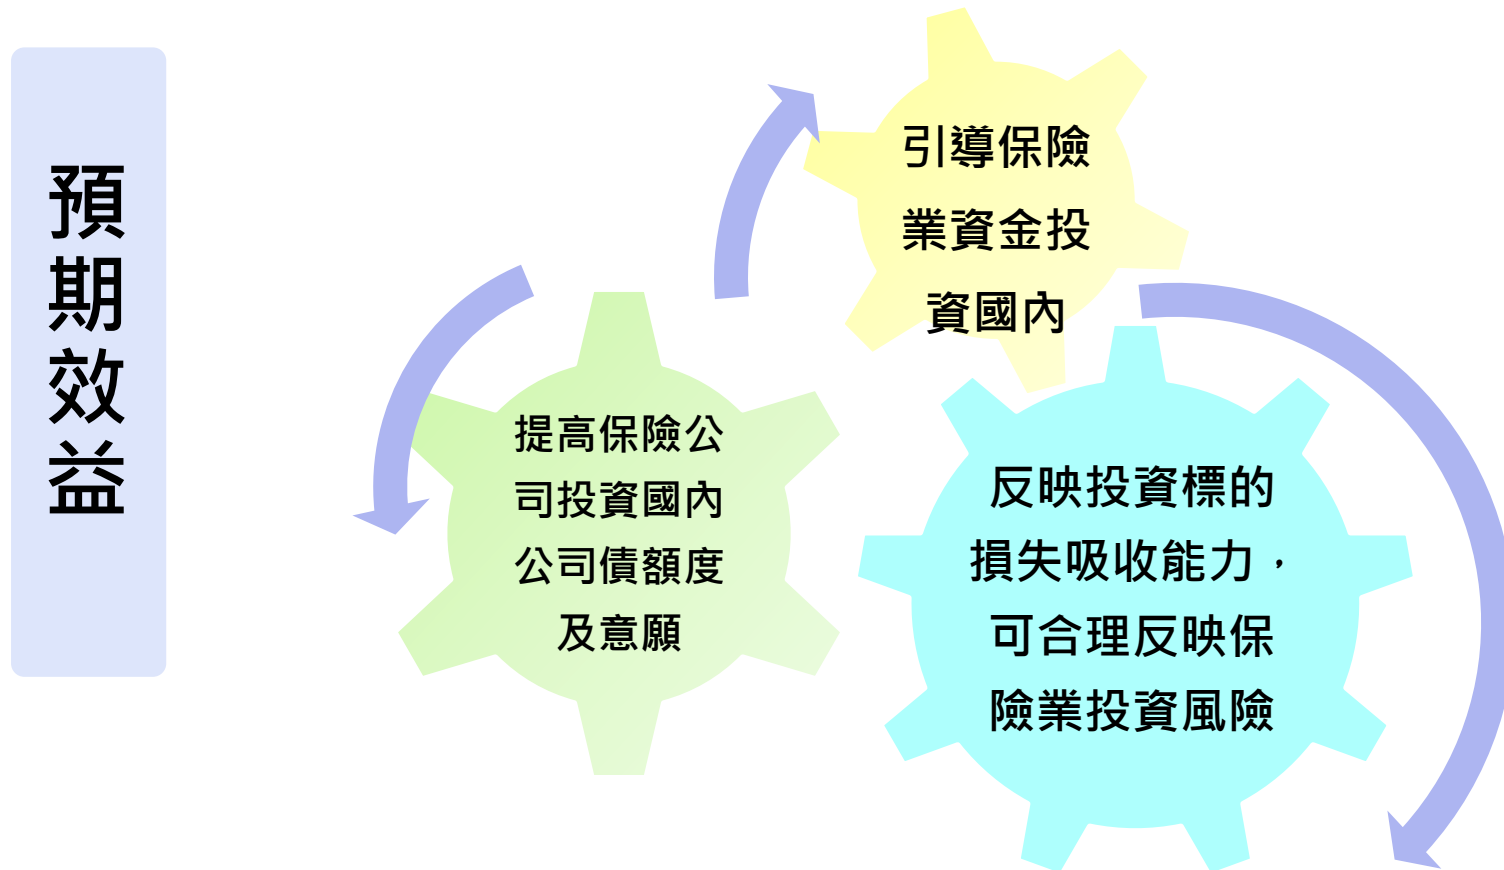 預期效益
引導保險
業資金投
資國內
提高保險公
司投資國內
公司債額度
及意願
反映投資標的
損失吸收能力，
可合理反映保
險業投資風險